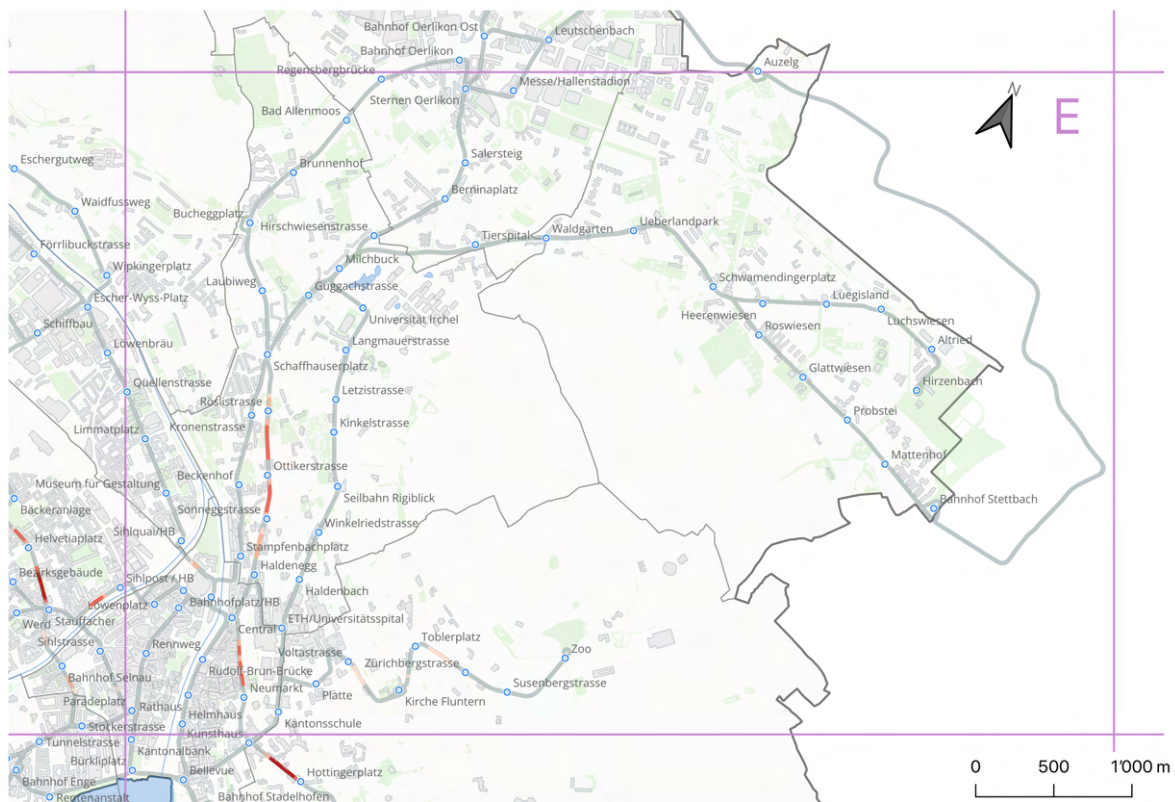 Bahnhof Oerlikon Ost
Leutschenbach
Bahnhof Oerlikon
Auzelg
Regensbergbrücke
Messe/Hallenstadion
Sternen Oerlikon
N
E
Bad Allenmoos
Salersteig
Eschergutweg
Brunnenhof
Berninaplatz
Waidfussweg
Bucheggplatz
Hirschwiesenstrasse
Ueberlandpark
Waldgarten
Tierspital
Förrlibuckstrasse
Milchbuck
Wipkingerplatz
Schwamendingerplatz
Laubiweg
Guggachstrasse
Luegisland
Escher-Wyss-Platz
Heerenwiesen
Luchswiesen
Universität Irchel
Schiffbau
Roswiesen
Löwenbräu
Langmauerstrasse
Altried
Schaffhauserplatz
Glattwiesen
Quellenstrasse
Hirzenbach
Letzistrasse
Röslistrasse
Probstei
Kronenstrasse
Kinkelstrasse
Limmatplatz
Mattenhof
Ottikerstrasse
Beckenhof
Museum für Gestaltung
Seilbahn Rigiblick
Bahnhof Stettbach
Bäckeranlage
Sonneggstrasse
Winkelriedstrasse
Sihlquai/HB
Helvetiaplatz
Stampfenbachplatz
Haldenegg
Bezirksgebäude
Sihlpost / HB
Haldenbach
Löwenplatz
Bahnhofplatz/HB
ETH/Universitätsspital
Werd
Stauffacher
Central
Toblerplatz
Sihlstrasse
Rennweg
Voltastrasse
Zoo
Zürichbergstrasse
Rudolf-Brun-Brücke
Bahnhof Selnau
Susenbergstrasse
Neumarkt
Platte
Kirche Fluntern
Paradeplatz
Rathaus
Helmhaus
Kantonsschule
Stockerstrasse
Kunsthaus
Tunnelstrasse
Kantonalbank
Bürkliplatz
Bellevue
Hottingerplatz
Bahnhof Enge
Bahnhof Stadelhofen
Rentenanstalt
0 500 1'000 m